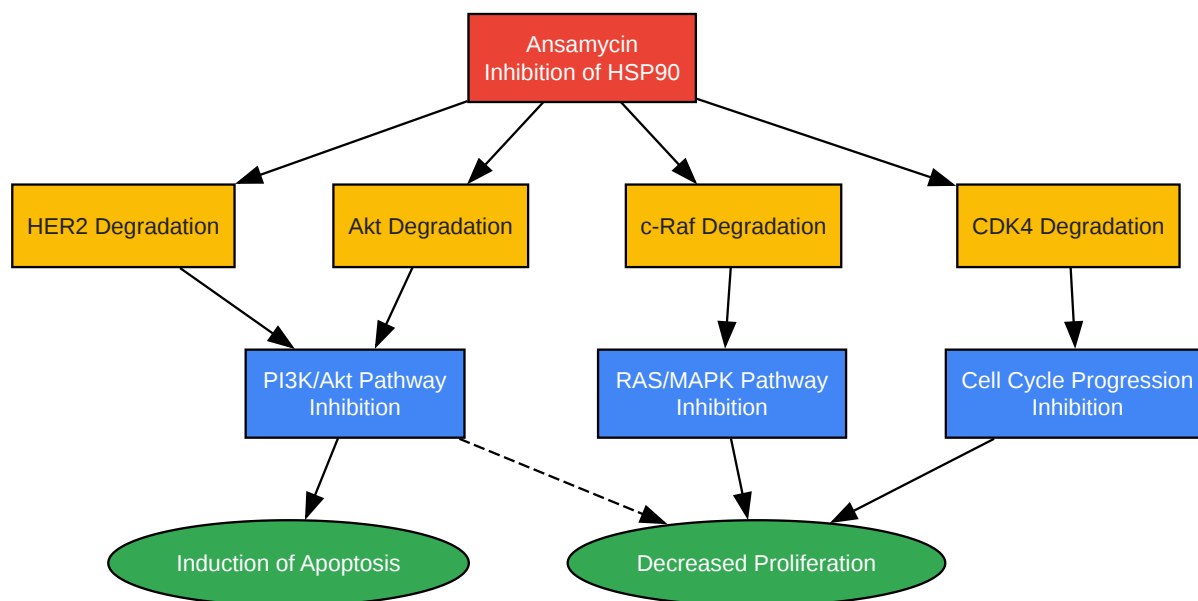 Ansamycin
Inhibition of HSP90
HER2 Degradation
Akt Degradation
c-Raf Degradation
CDK4 Degradation
PI3K/Akt Pathway
Inhibition
RAS/MAPK Pathway
Inhibition
Cell Cycle Progression
Inhibition
Induction of Apoptosis
Decreased Proliferation